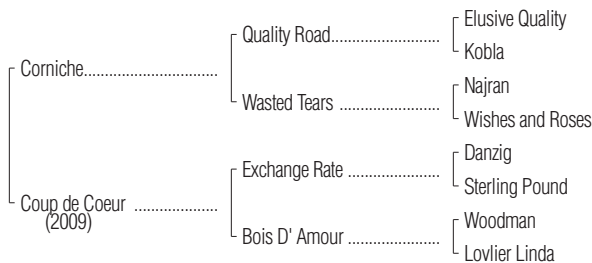 Elusive Quality
Quality Road..............................
Kobla
Corniche.....................................
Najran
Wasted Tears ...........................
Wishes and Roses
Danzig
Exchange Rate .........................
Sterling Pound
Coup de Coeur .......................
(2009)
Woodman
Bois D' Amour .........................
Lovlier Linda